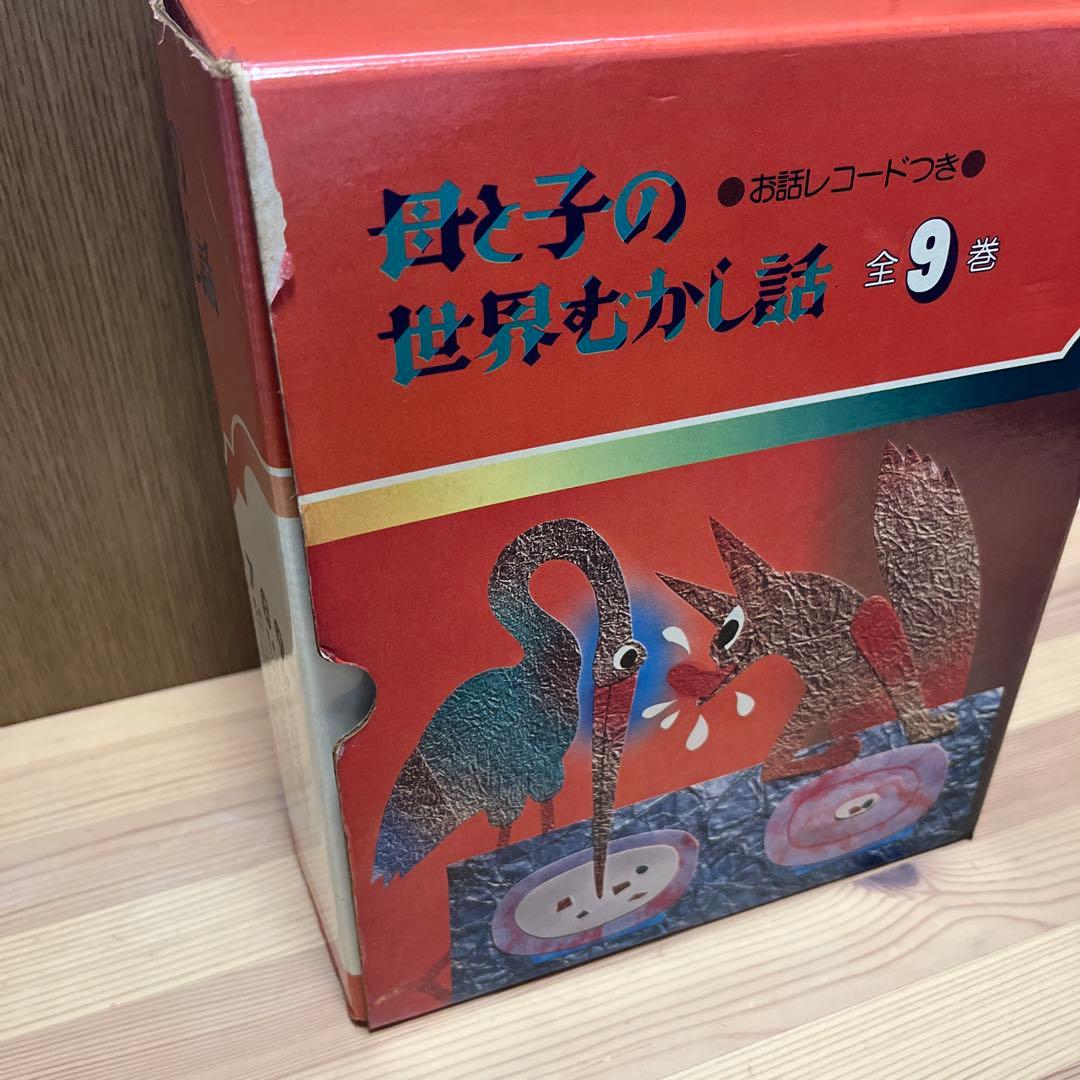 母と子の
●お話レコードつき●
世界むかし話
全9巻